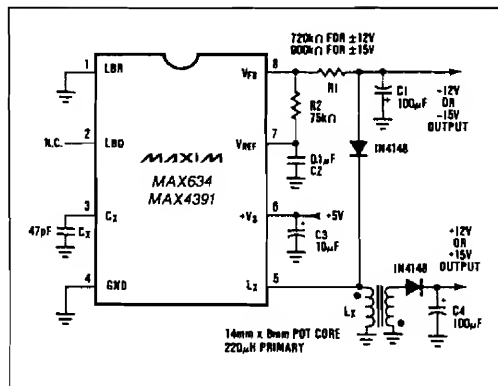 720kΩ FOR ±12V
900kΩ FOR ±15V
1 LBR
VFB 8
R1
C1
100µF
-12V
OR
-15V
OUTPUT
R2
75kΩ
N.C. 2 LBD
MAXIM
MAX634
MAX4391
VREF 7
0.1µF
C2
1N4148
3 CX
47pF CX
+VS 6
+5V
C3
10µF
+12V
OR
+15V
OUTPUT
4 GND
LX 5
1N4148
LX
C4
100µF
14mm x 8mm POT CORE
220µH PRIMARY